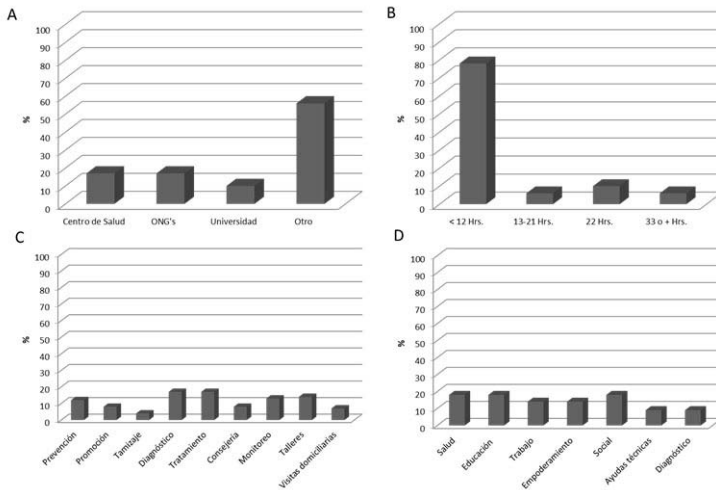 A
100
90
80
70
60
50
40
30
20
10
0
%
Centro de Salud
ONG's
Universidad
Otro
B
100
90
80
70
60
50
40
30
20
10
0
%
< 12 Hrs.
13-21 Hrs.
22 Hrs.
33 o + Hrs.
C
100
90
80
70
60
50
40
30
20
10
0
%
Prevención
Promoción
Tamizaje
Diagnóstico
Tratamiento
Consejería
Monitoreo
Talleres
Visitas domiciliarias
D
100
90
80
70
60
50
40
30
20
10
0
%
Salud
Educación
Trabajo
Empoderamiento
Social
Ayudas técnicas
Diagnóstico